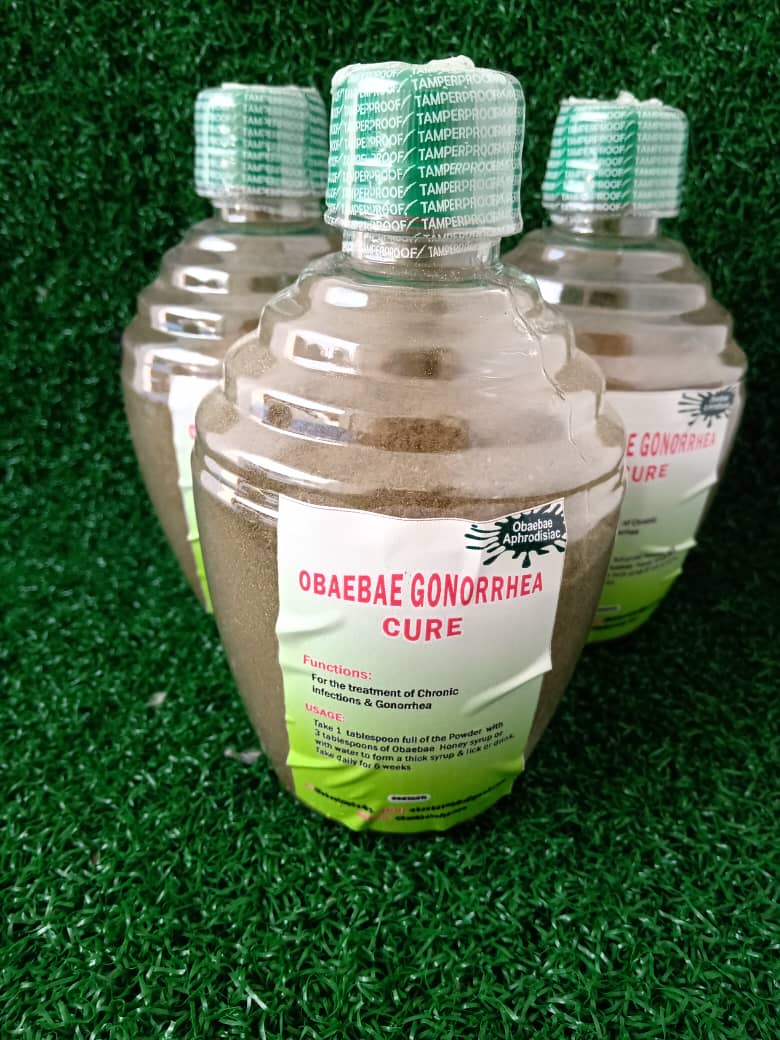 TAMPERPROOF
Obaebae
Aphrodisiac
OBAEBAE GONORRHEA
CURE
Functions:
For the treatment of Chronic
infections & Gonorrhea
USAGE:
Take 1 tablespoon full of the Powder with
3 tablespoons of Obaebae Honey syrup or
with water to form a thick syrup & lick or drink.
Take daily for 6 weeks
E GONORRHEA
CURE